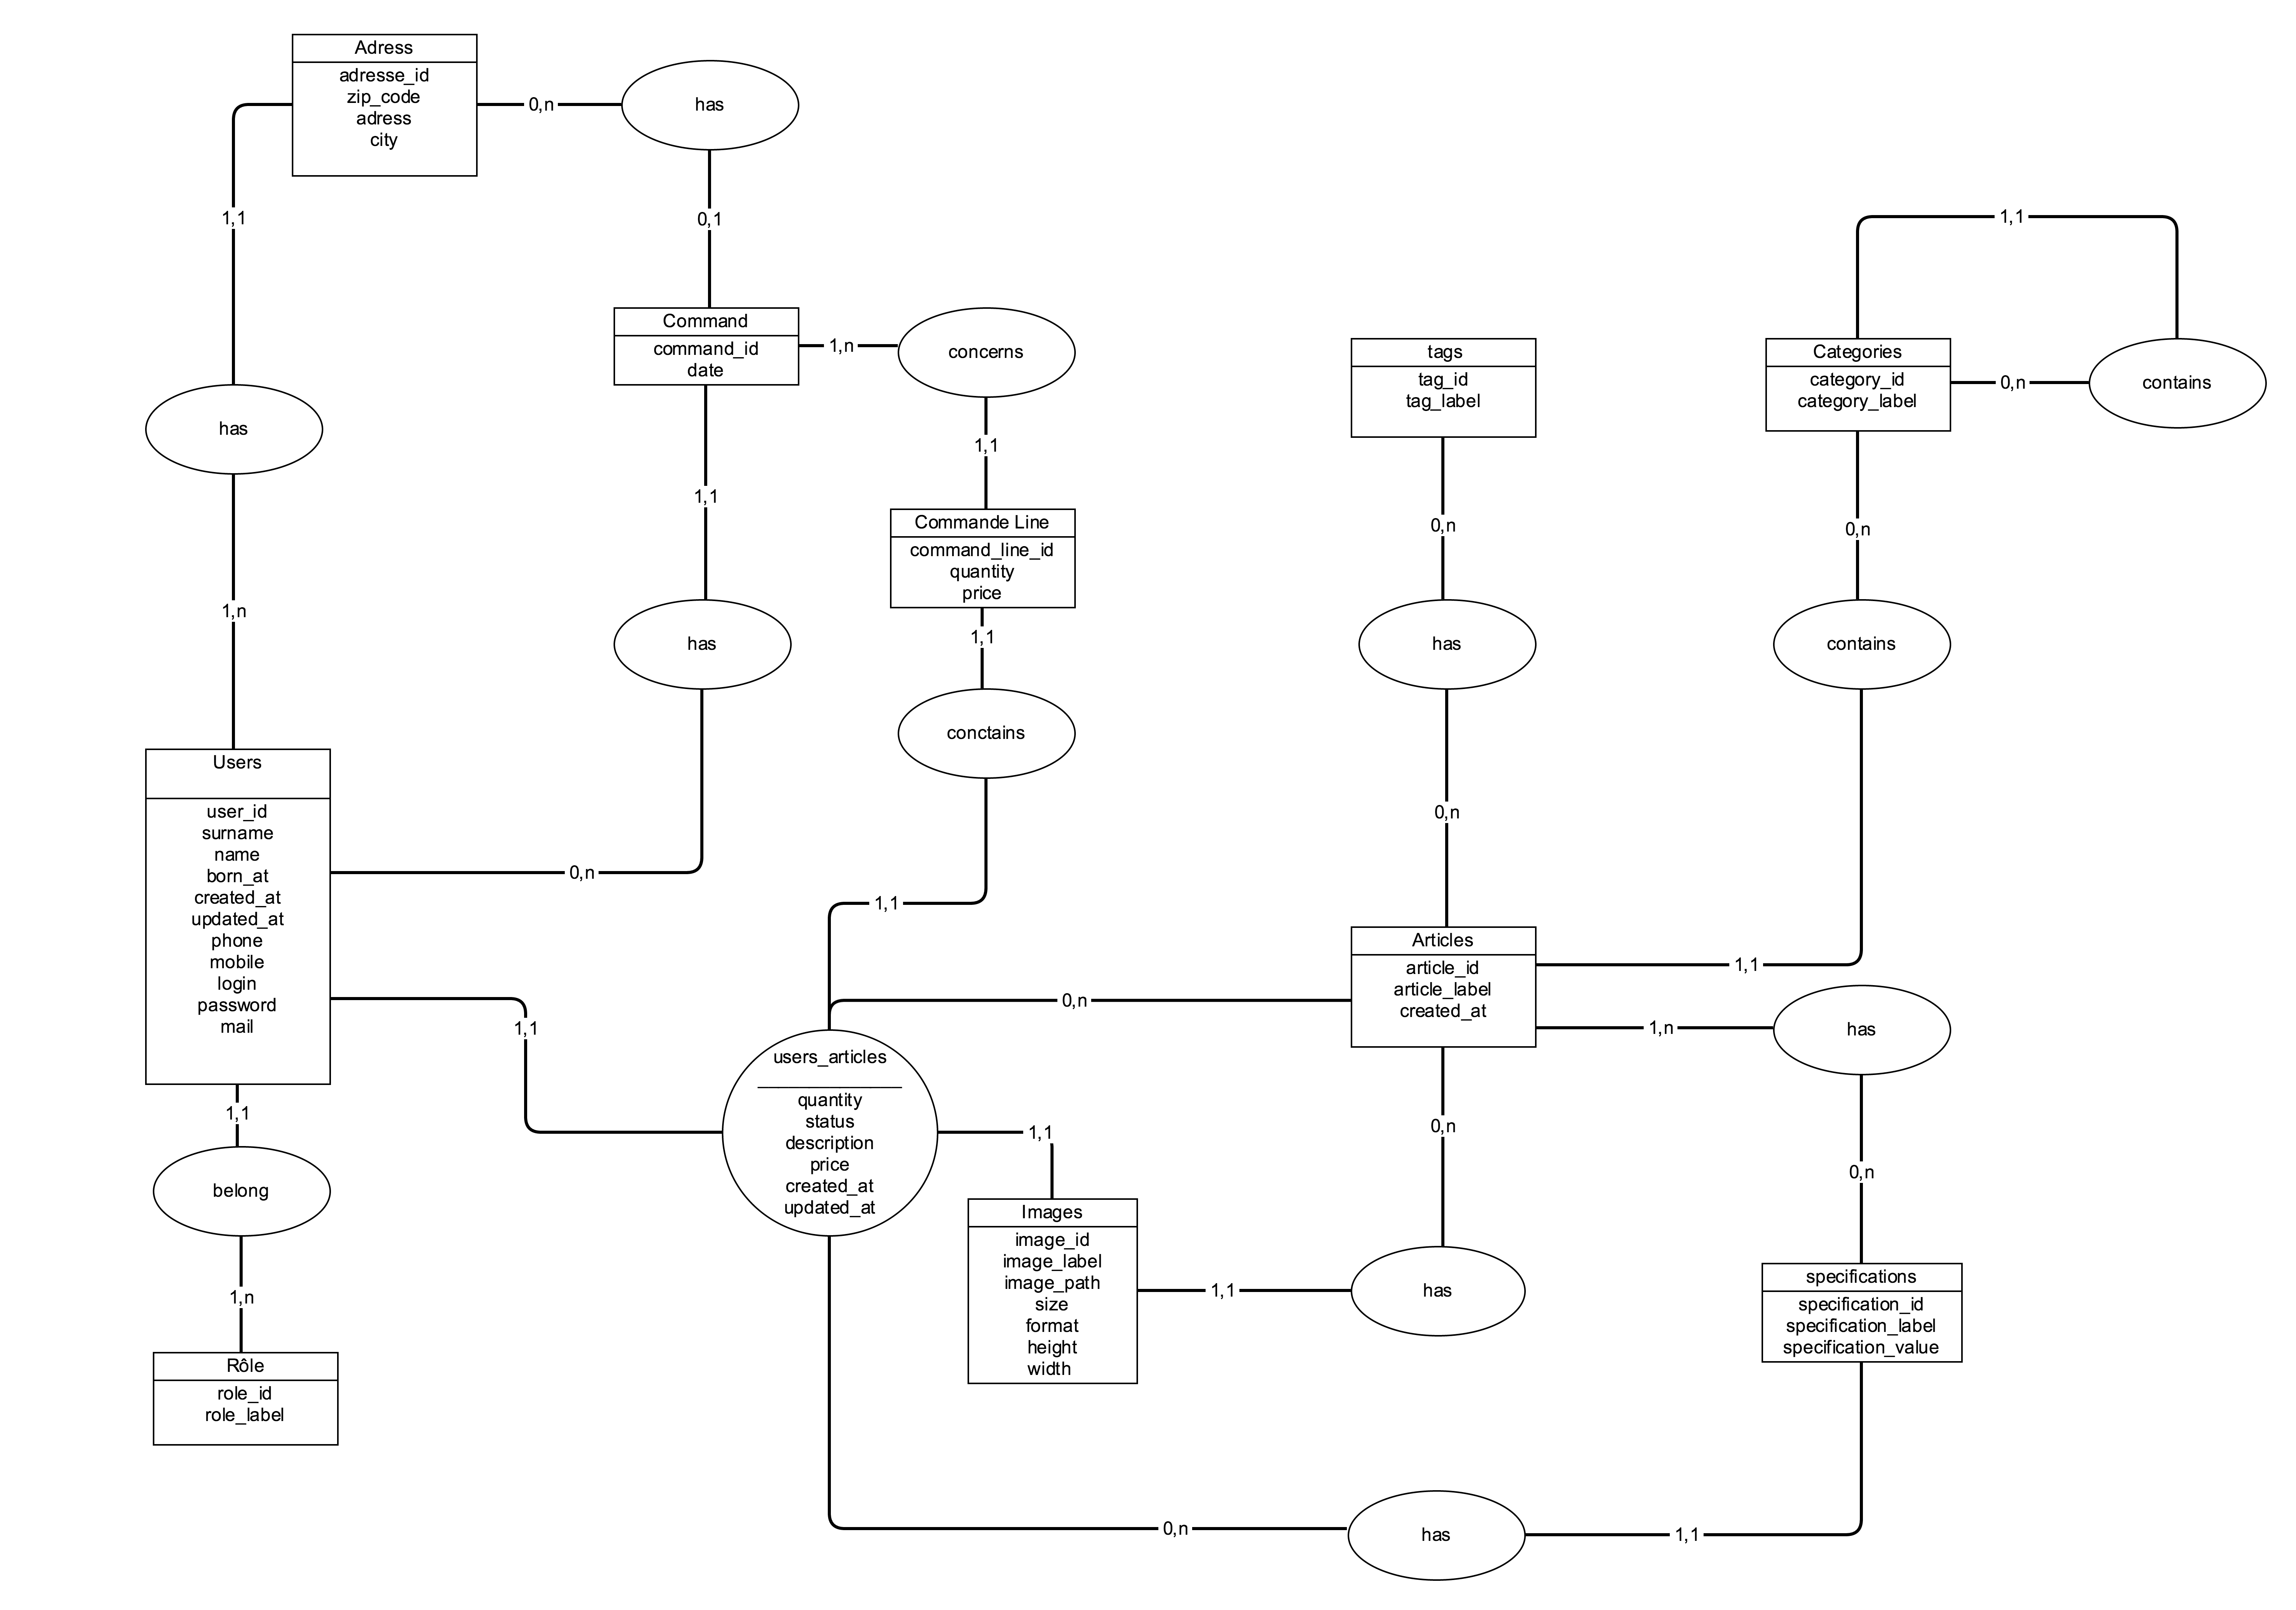 Adress
adresse_id
zip_code
adress
city
0,n
has
1,1
0,1
1,1
Command
command_id
date
1,n
concerns
tags
tag_id
tag_label
Categories
category_id
category_label
0,n
contains
has
1,1
1,1
Commande Line
command_line_id
quantity
price
0,n
0,n
1,n
1,1
has
has
contains
conctains
Users
user_id
surname
name
born_at
created_at
updated_at
phone
mobile
login
password
mail
0,n
0,n
1,1
Articles
article_id
article_label
created_at
1,1
0,n
1,n
has
1,1
users_articles
quantity
status
description
price
created_at
updated_at
1,1
1,1
0,n
0,n
belong
Images
image_id
image_label
image_path
size
format
height
width
1,1
has
specifications
specification_id
specification_label
specification_value
1,n
Rôle
role_id
role_label
0,n
has
1,1